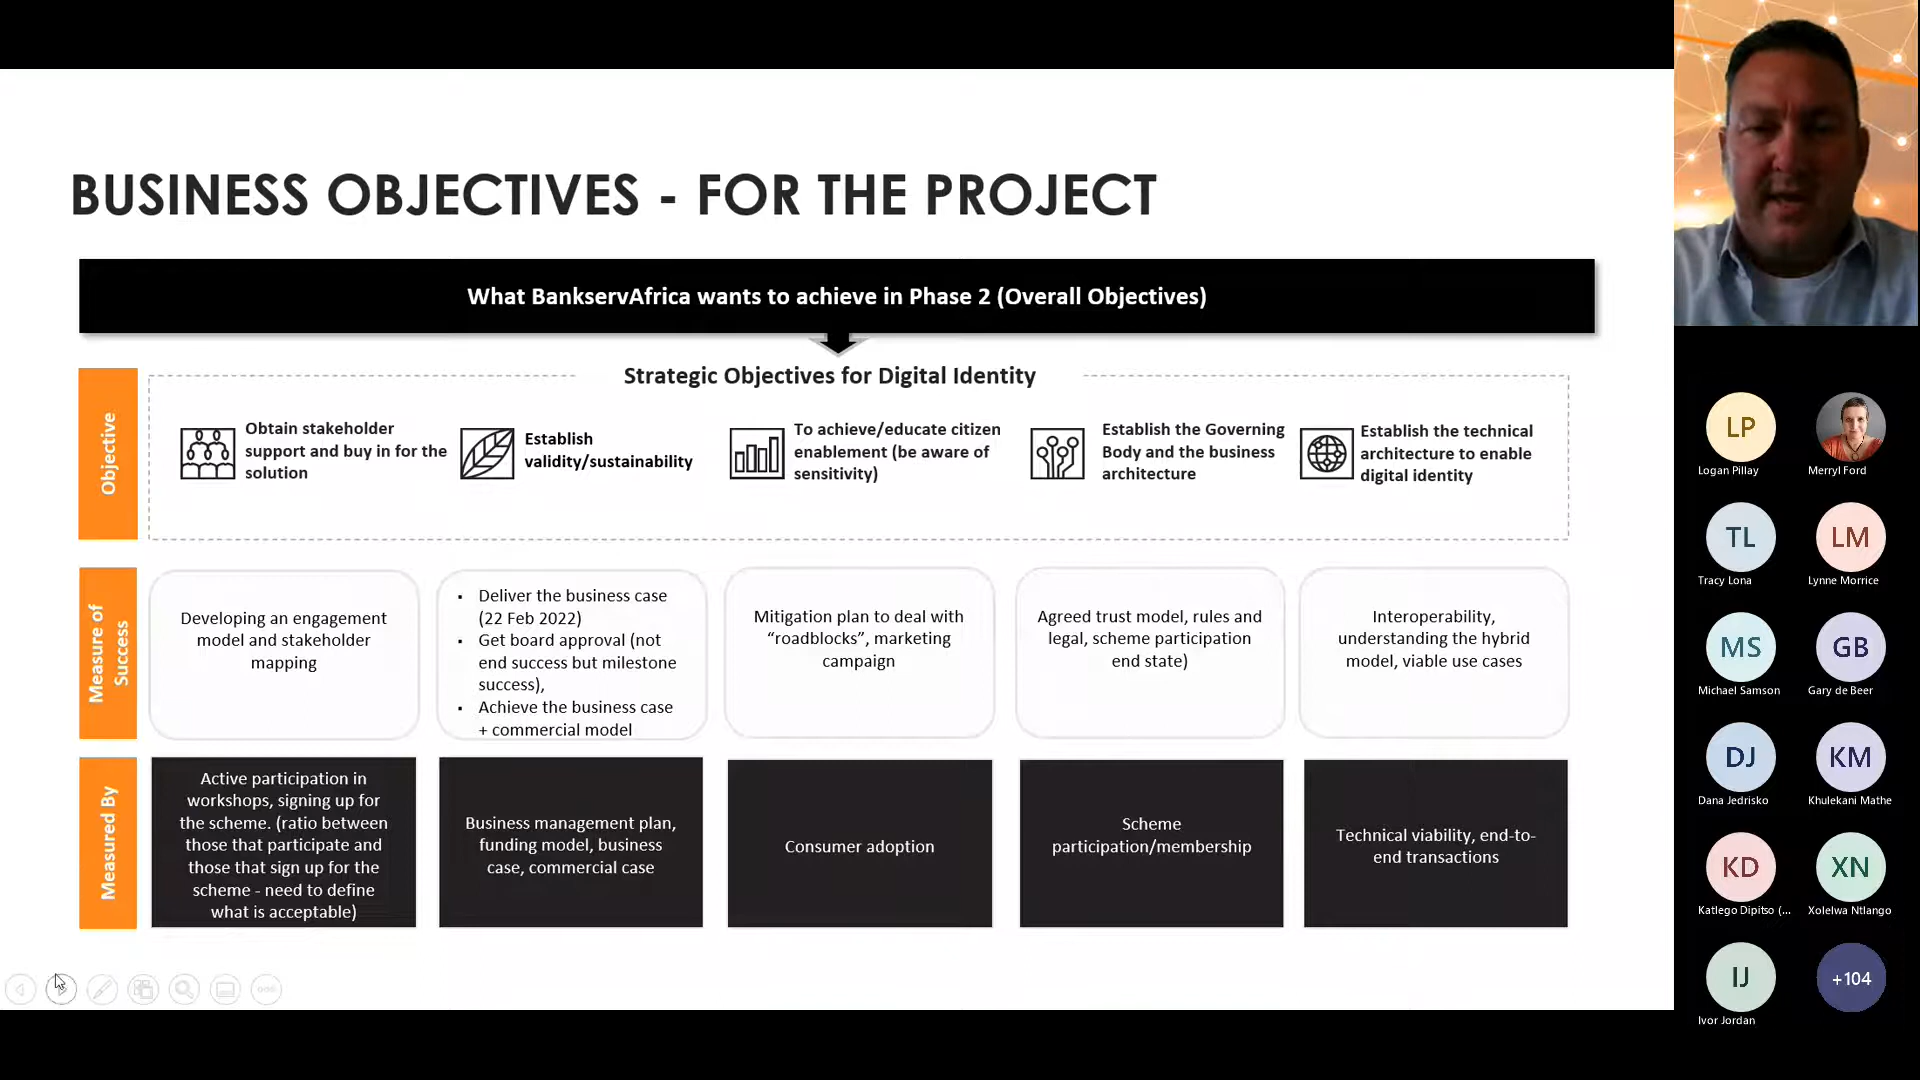 BUSINESS OBJECTIVES - FOR THE PROJECT
What BankservAfrica wants to achieve in Phase 2 (Overall Objectives)
Strategic Objectives for Digital Identity
Objective
Obtain stakeholder
support and buy in for the
solution
Establish
validity/sustainability
To achieve/educate citizen
enablement (be aware of
sensitivity)
Establish the Governing
Body and the business
architecture
Establish the technical
architecture to enable
digital identity
Measure of
Success
Developing an engagement
model and stakeholder
mapping
▪ Deliver the business case
(22 Feb 2022)
▪ Get board approval (not
end success but milestone
success),
▪ Achieve the business case
+ commercial model
Mitigation plan to deal with
“roadblocks”, marketing
campaign
Agreed trust model, rules and
legal, scheme participation
end state)
Interoperability,
understanding the hybrid
model, viable use cases
Measured By
Active participation in
workshops, signing up for
the scheme. (ratio between
those that participate and
those that sign up for the
scheme - need to define
what is acceptable)
Business management plan,
funding model, business
case, commercial case
Consumer adoption
Scheme
participation/membership
Technical viability, end-to-
end transactions
LP
Logan Pillay
Merryl Ford
TL
Tracy Lona
LM
Lynne Morrice
MS
Michael Samson
GB
Gary de Beer
DJ
Dana Jedrisko
KM
Khulekani Mathe
KD
Katlego Dipitso (...
XN
Xolelwa Ntlango
IJ
Ivor Jordan
+104